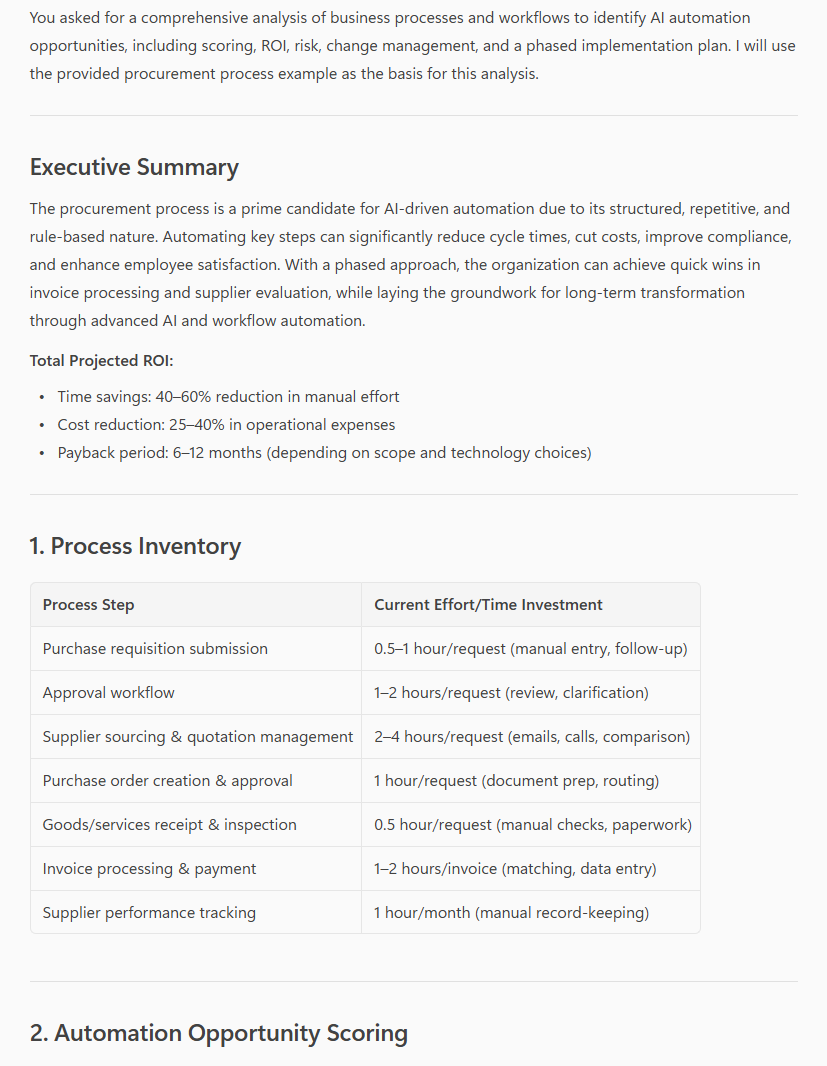 You asked for a comprehensive analysis of business processes and workflows to identify AI automation
opportunities, including scoring, ROI, risk, change management, and a phased implementation plan. I will use
the provided procurement process example as the basis for this analysis.
Executive Summary
The procurement process is a prime candidate for AI-driven automation due to its structured, repetitive, and
rule-based nature. Automating key steps can significantly reduce cycle times, cut costs, improve compliance,
and enhance employee satisfaction. With a phased approach, the organization can achieve quick wins in
invoice processing and supplier evaluation, while laying the groundwork for long-term transformation
through advanced AI and workflow automation.
Total Projected ROI:
• Time savings: 40–60% reduction in manual effort
• Cost reduction: 25–40% in operational expenses
• Payback period: 6–12 months (depending on scope and technology choices)
1. Process Inventory
Process Step Current Effort/Time Investment
Purchase requisition submission 0.5–1 hour/request (manual entry, follow-up)
Approval workflow 1–2 hours/request (review, clarification)
Supplier sourcing & quotation management 2–4 hours/request (emails, calls, comparison)
Purchase order creation & approval 1 hour/request (document prep, routing)
Goods/services receipt & inspection 0.5 hour/request (manual checks, paperwork)
Invoice processing & payment 1–2 hours/invoice (matching, data entry)
Supplier performance tracking 1 hour/month (manual record-keeping)
2. Automation Opportunity Scoring